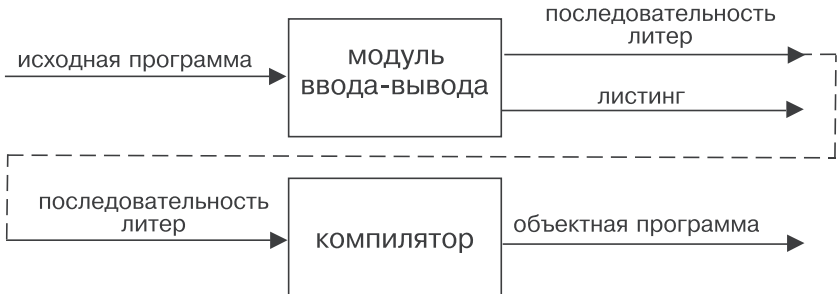 последовательность
литер
исходная программа
модуль
ввода-вывода
листинг
последовательность
литер
компилятор
объектная программа